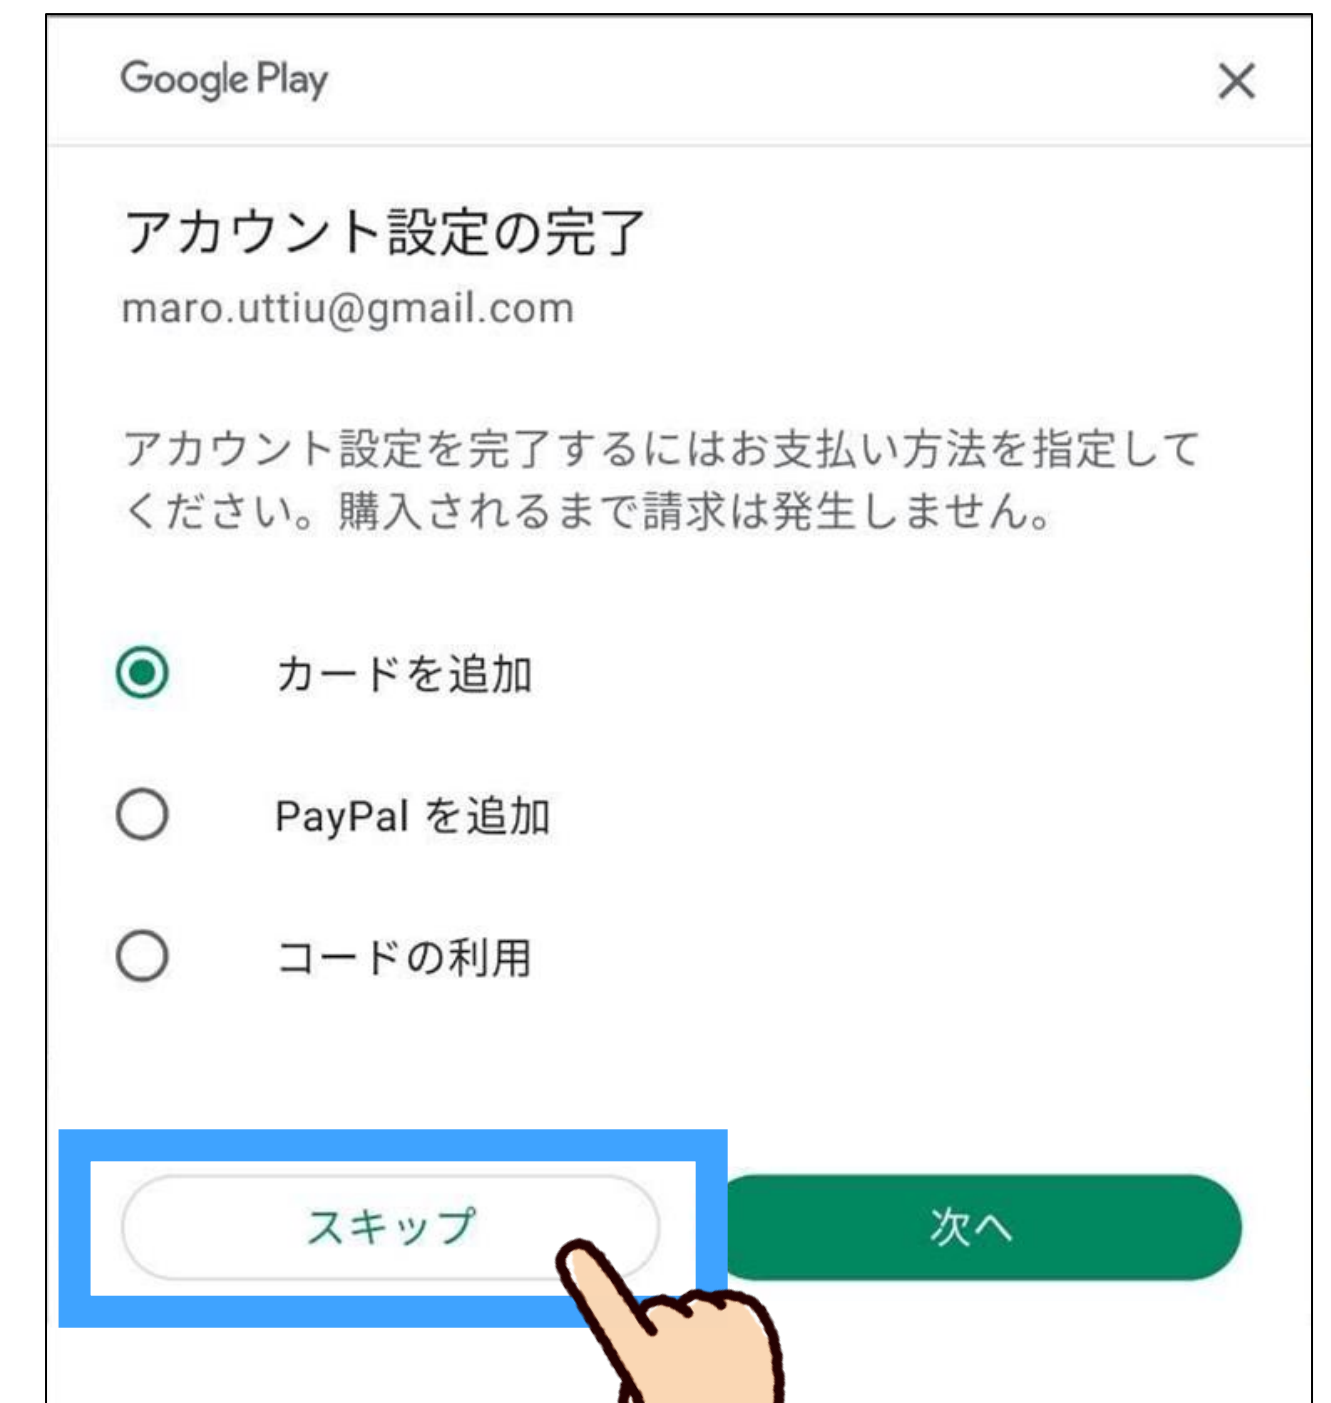 Google Play
アカウント設定の完了
maro.uttiu@gmail.com
アカウント設定を完了するにはお支払い方法を指定して
ください。購入されるまで請求は発生しません。
カードを追加
PayPal を追加
コードの利用
スキップ
次へ